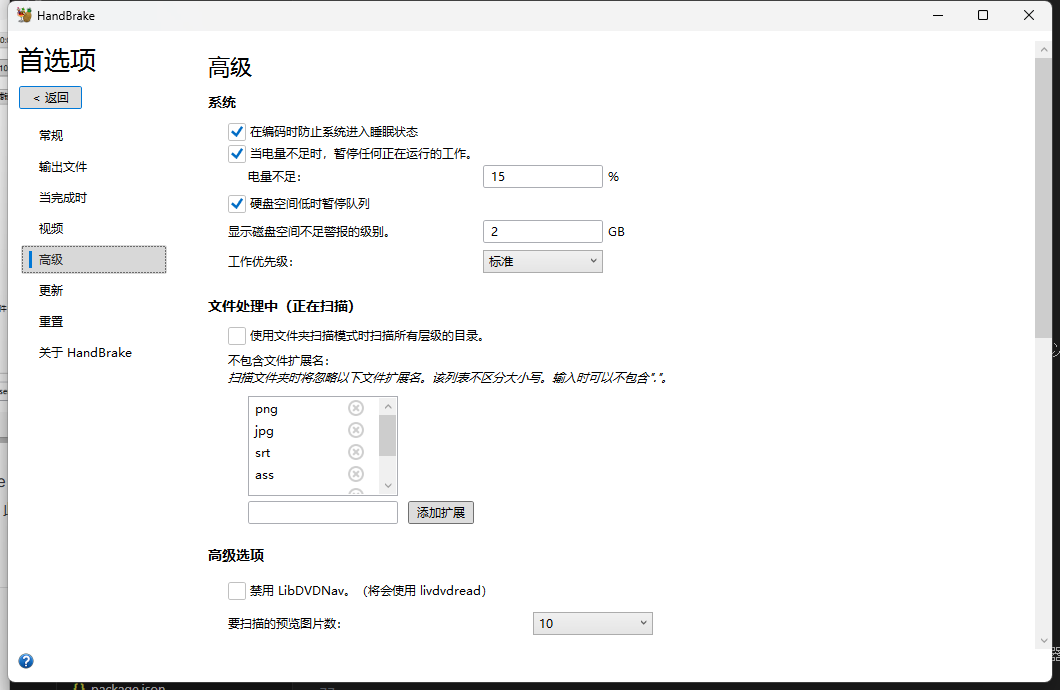 HandBrake
首选项
< 返回
常规
输出文件
当完成时
视频
高级
更新
重置
关于 HandBrake
高级
系统
在编码时防止系统进入睡眠状态
当电量不足时，暂停任何正在运行的工作。
电量不足：
15
%
硬盘空间低时暂停队列
显示磁盘空间不足警报的级别。
2
GB
工作优先级：
标准
文件处理中（正在扫描）
使用文件夹扫描模式时扫描所有层级的目录。
不包含文件扩展名：
扫描文件夹时将忽略以下文件扩展名。该列表不区分大小写。输入时可以不包含"."。
png
jpg
srt
ass
添加扩展
高级选项
禁用 LibDVDNav。（将会使用 livdvdread）
要扫描的预览图片数：
10
package.json